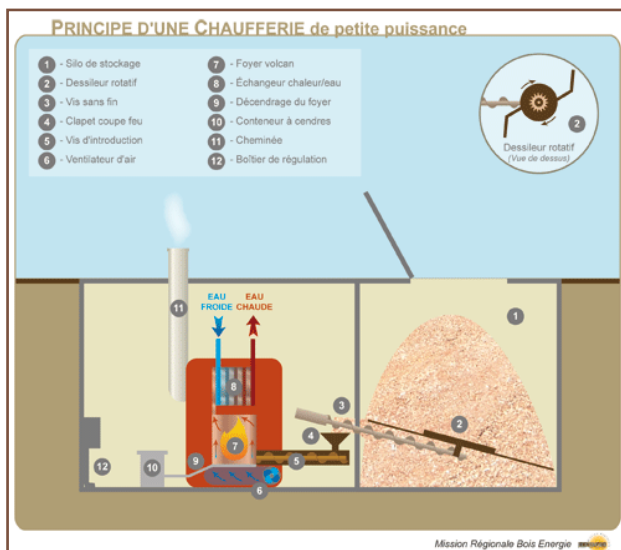 PRINCIPE D'UNE CHAUFFERIE de petite puissance
1 - Silo de stockage
2 - Dessileur rotatif
3 - Vis sans fin
4 - Clapet coupe feu
5 - Vis d'introduction
6 - Ventilateur d'air
7 - Foyer volcan
8 - Échangeur chaleur/eau
9 - Décendrage du foyer
10 - Conteneur à cendres
11 - Cheminée
12 - Boîtier de régulation
2
Dessileur rotatif
(Vue de dessus)
EAU FROIDE
EAU CHAUDE
11
1
8
3
2
4
7
5
9
12
10
6
Mission Régionale Bois Energie